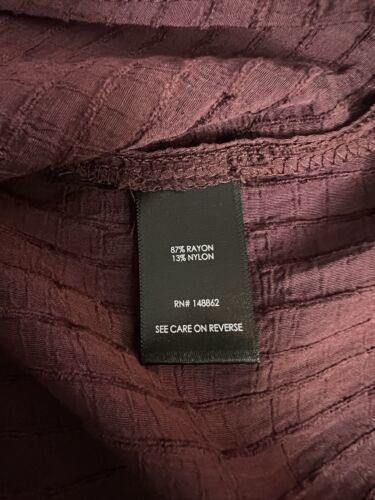 87% RAYON
13% NYLON
RN# 148862
SEE CARE ON REVERSE